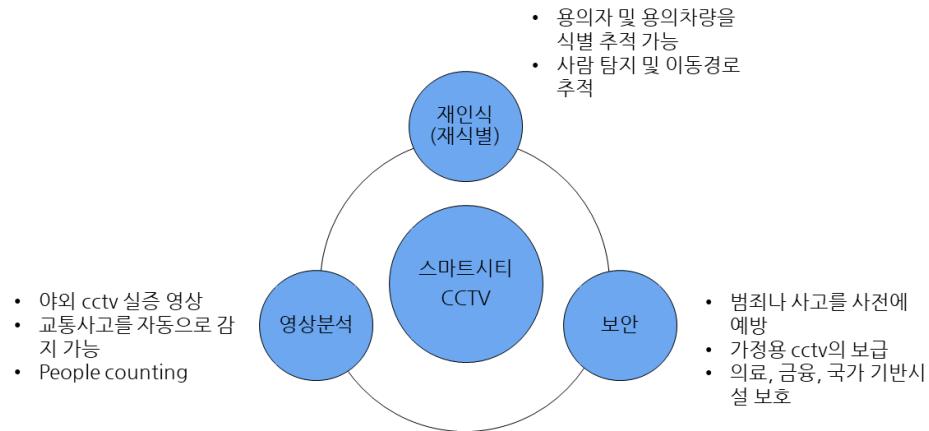 • 용의자 및 용의차량을
식별 추적 가능
• 사람 탐지 및 이동경로
추적
재인식
(재식별)
스마트시티
CCTV
• 야외 cctv 실증 영상
• 교통사고를 자동으로 감
지 가능
• People counting
영상분석
보안
• 범죄나 사고를 사전에
예방
• 가정용 cctv의 보급
• 의료, 금융, 국가 기반시
설 보호